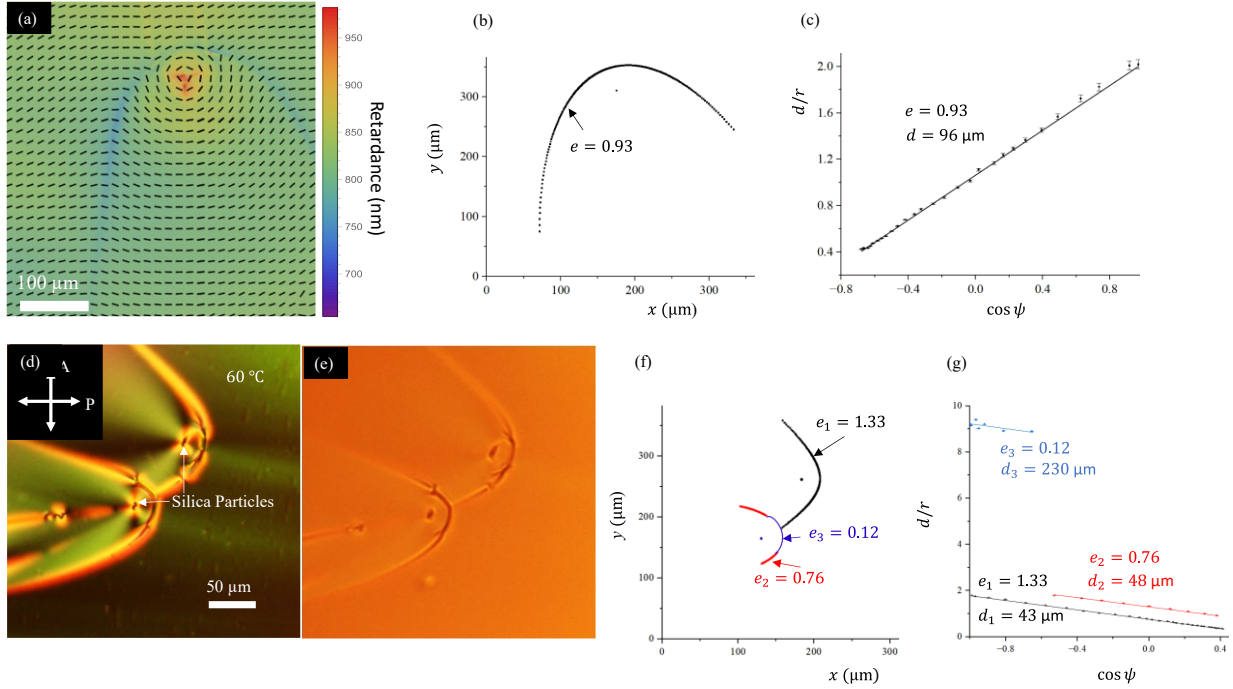 (a)
950
900
850
800
750
700
Retardance (nm)
100 µm
(b)
300
200
100
0
0
100
200
300
y (µm)
x (µm)
e = 0.93
(c)
2.0
1.6
1.2
0.8
0.4
−0.8
−0.4
0.0
0.4
0.8
d/r
cos ψ
e = 0.93
d = 96 µm
(d)
A
P
60 ℃
Silica Particles
50 µm
(e)
(f)
300
200
100
0
0
100
200
300
y (µm)
x (µm)
e₁ = 1.33
e₃ = 0.12
e₂ = 0.76
(g)
10
8
6
4
2
0
−0.8
−0.4
0.0
0.4
d/r
cos ψ
e₃ = 0.12
d₃ = 230 µm
e₂ = 0.76
d₂ = 48 µm
e₁ = 1.33
d₁ = 43 µm